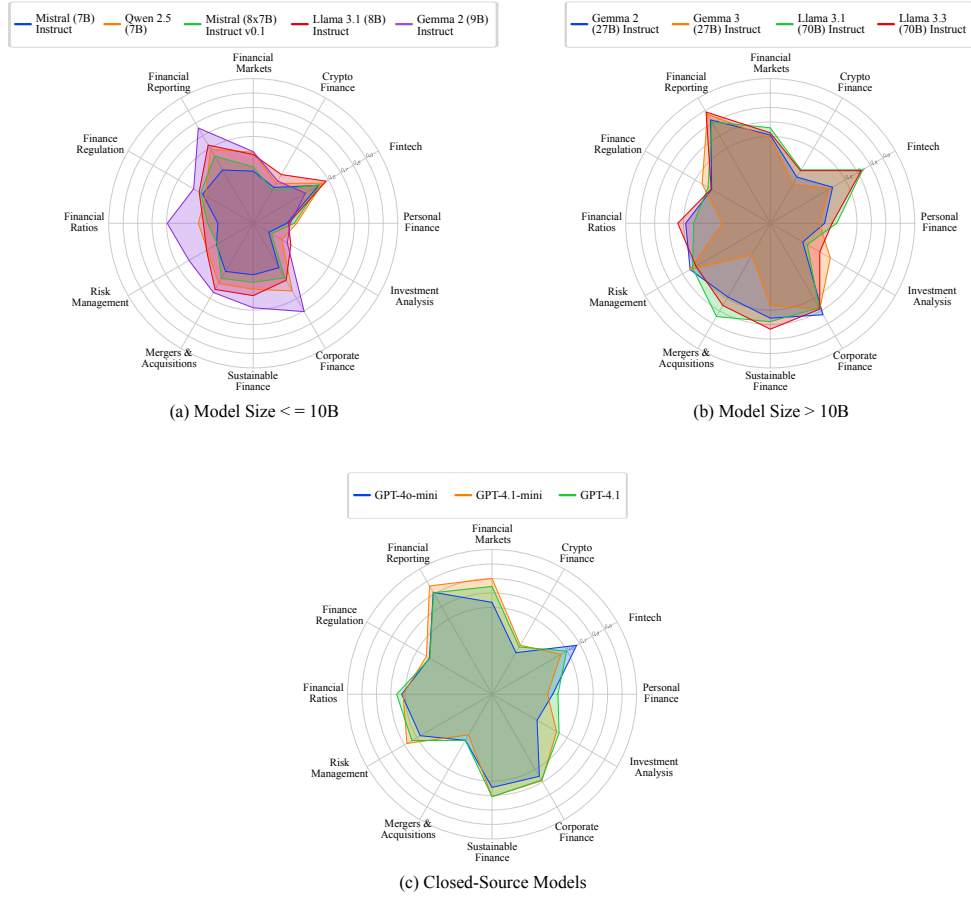 Mistral (7B)
Instruct
Qwen 2.5
(7B)
Mistral (8x7B)
Instruct v0.1
Llama 3.1 (8B)
Instruct
Gemma 2 (9B)
Instruct
Financial
Markets
Crypto
Finance
Fintech
Personal
Finance
Investment
Analysis
Corporate
Finance
Sustainable
Finance
Mergers &
Acquisitions
Risk
Management
Financial
Ratios
Finance
Regulation
Financial
Reporting
(a) Model Size < = 10B
Gemma 2
(27B) Instruct
Gemma 3
(27B) Instruct
Llama 3.1
(70B) Instruct
Llama 3.3
(70B) Instruct
Financial
Markets
Crypto
Finance
Fintech
Personal
Finance
Investment
Analysis
Corporate
Finance
Sustainable
Finance
Mergers &
Acquisitions
Risk
Management
Financial
Ratios
Finance
Regulation
Financial
Reporting
(b) Model Size > 10B
GPT-4o-mini
GPT-4.1-mini
GPT-4.1
Financial
Markets
Crypto
Finance
Fintech
Personal
Finance
Investment
Analysis
Corporate
Finance
Sustainable
Finance
Mergers &
Acquisitions
Risk
Management
Financial
Ratios
Finance
Regulation
Financial
Reporting
(c) Closed-Source Models